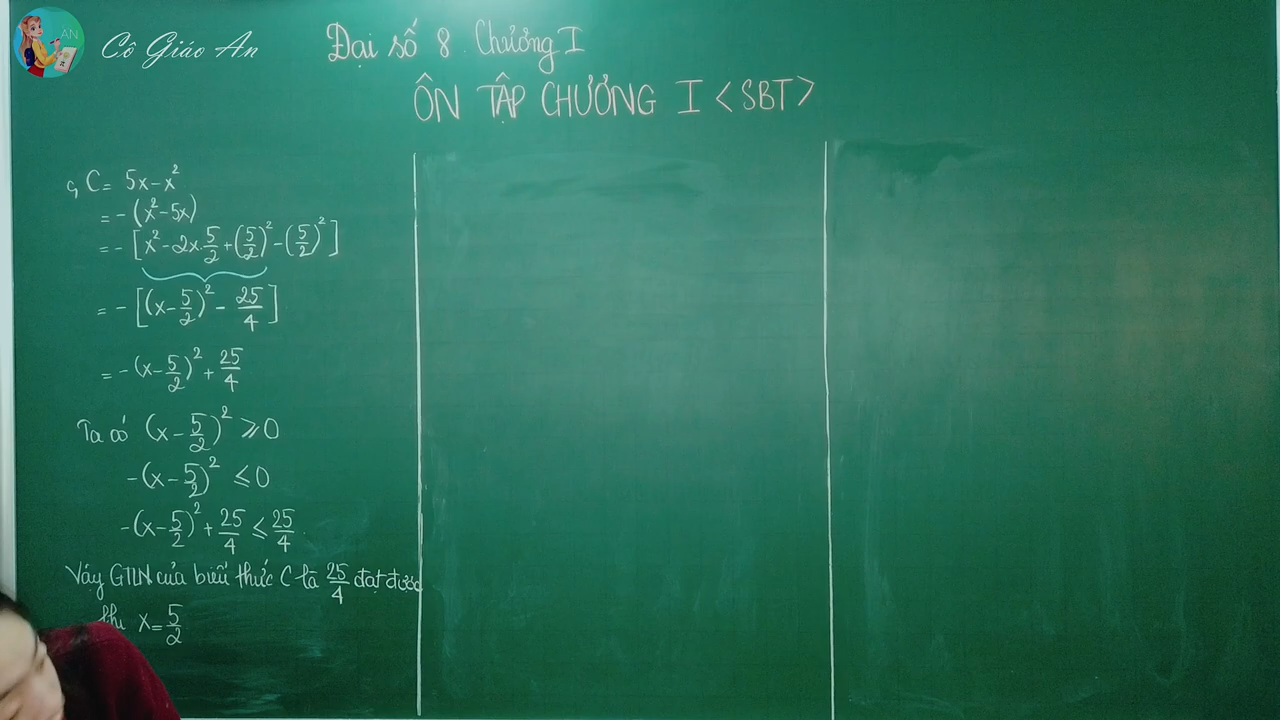 AN
Cô Giáo An
Đại số 8. Chương I
ÔN TẬP CHƯƠNG I <SBT>
c, C = 5x - x²
= - (x² - 5x)
= - [x² - 2x.5/2 + (5/2)² - (5/2)²]
= - [(x - 5/2)² - 25/4]
= - (x - 5/2)² + 25/4
Ta có (x - 5/2)² ⩾ 0
- (x - 5/2)² ⩽ 0
- (x - 5/2)² + 25/4 ⩽ 25/4
Vậy GTLN của biểu thức C là 25/4 đạt được
khi x = 5/2